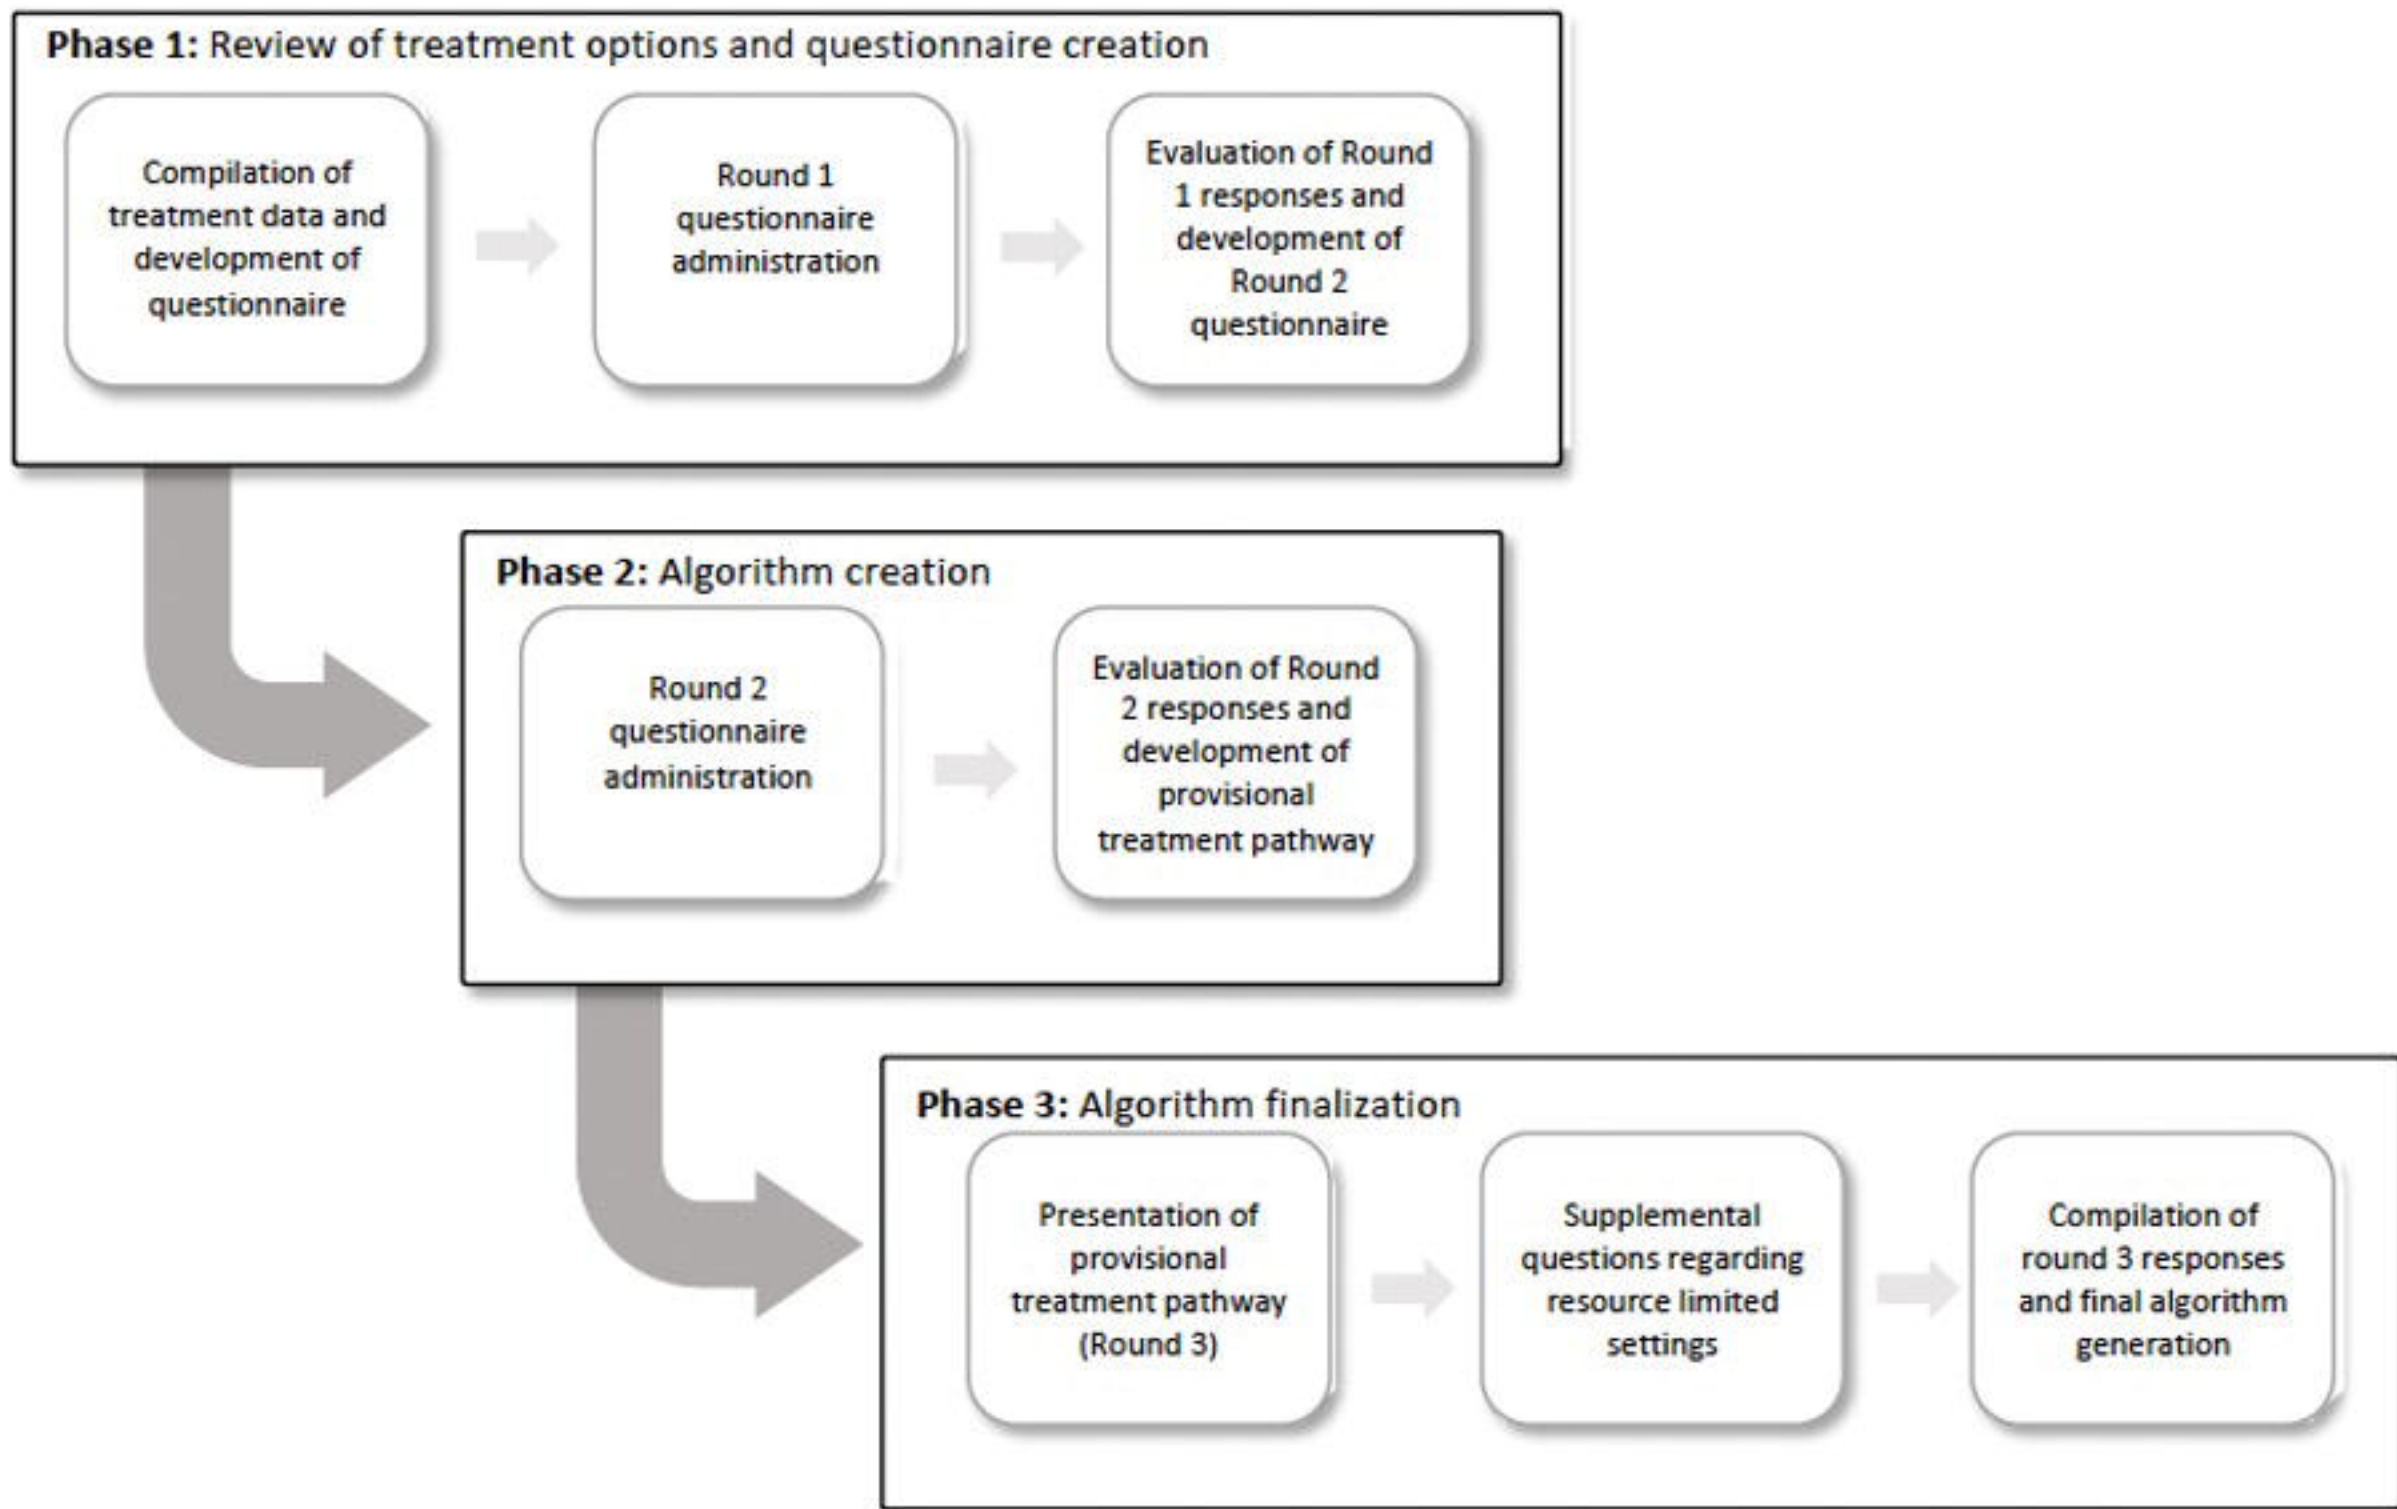 Phase 1: Review of treatment options and questionnaire creation
Compilation of
treatment data and
development of
questionnaire
Round 1
questionnaire
administration
Evaluation of Round
1 responses and
development of
Round 2
questionnaire
Phase 2: Algorithm creation
Round 2
questionnaire
administration
Evaluation of Round
2 responses and
development of
provisional
treatment pathway
Phase 3: Algorithm finalization
Presentation of
provisional
treatment pathway
(Round 3)
Supplemental
questions regarding
resource limited
settings
Compilation of
round 3 responses
and final algorithm
generation